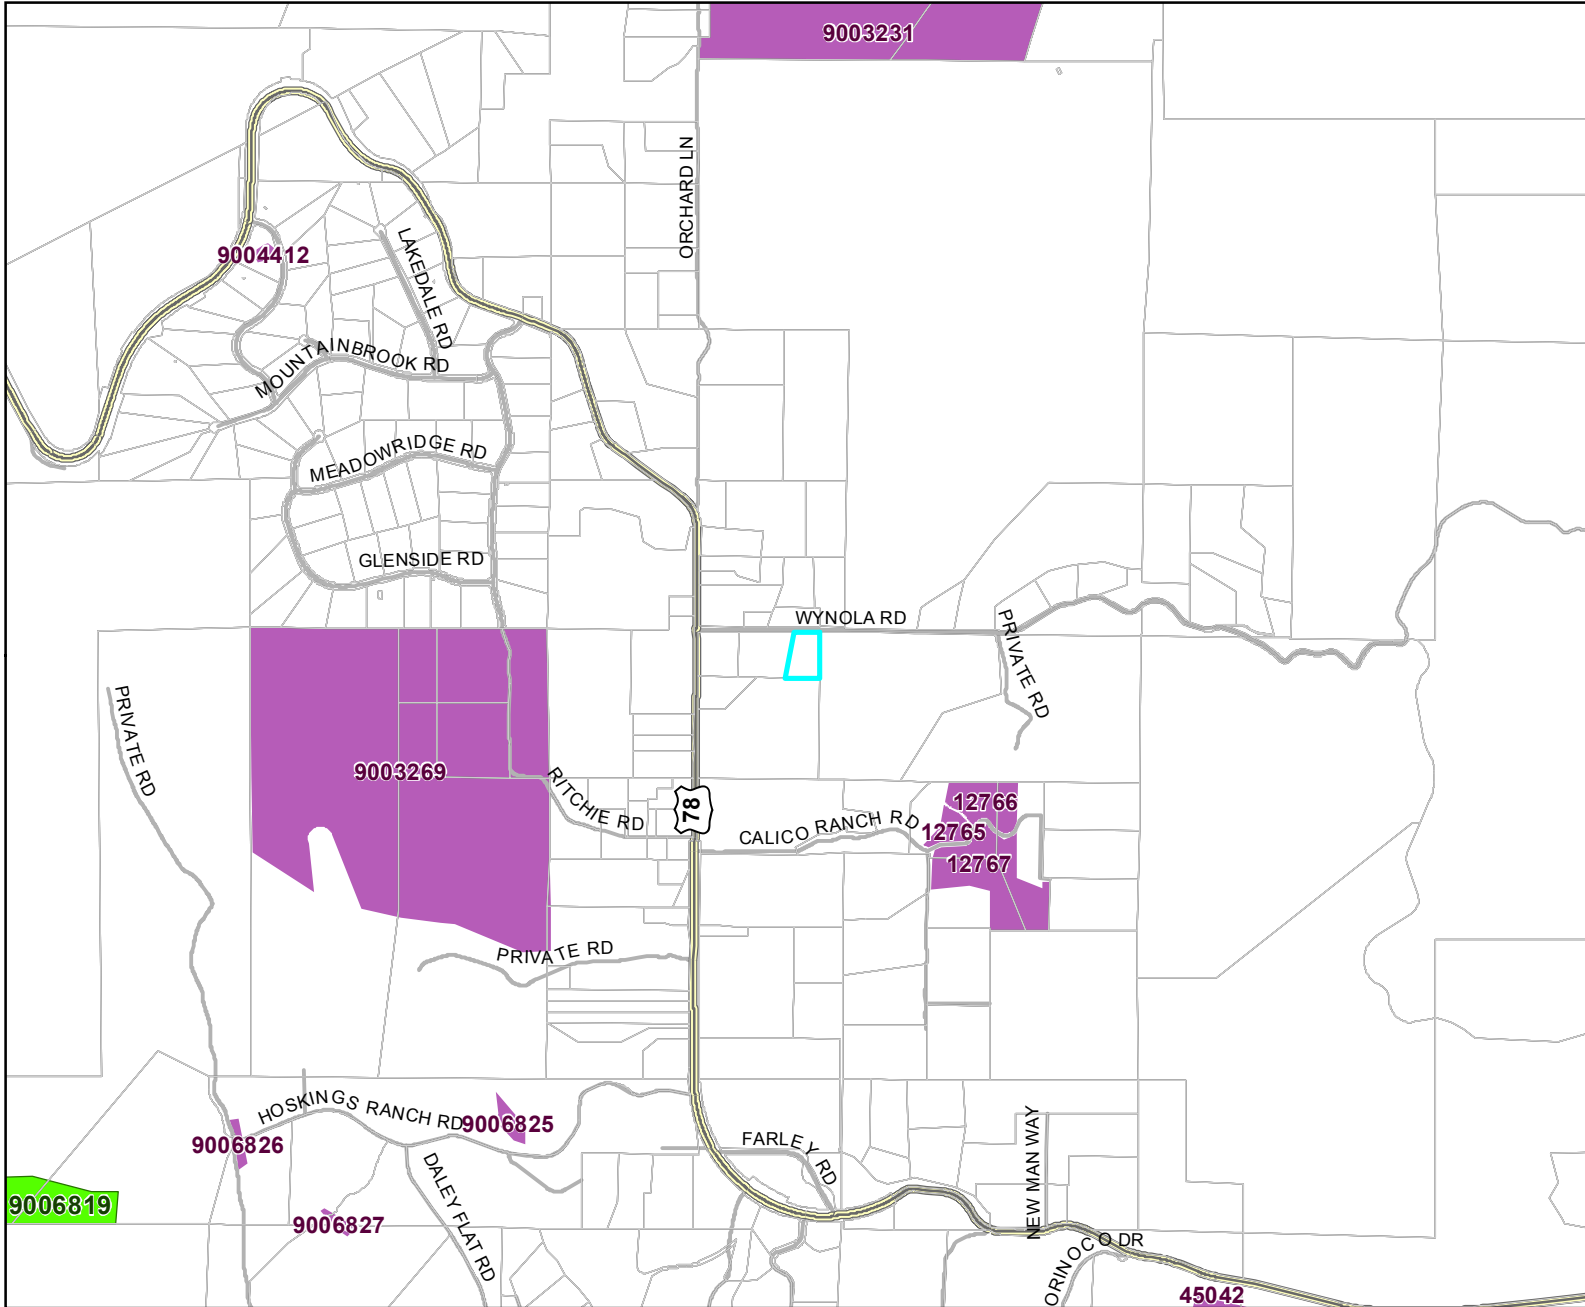 9003231
ORCHARD LN
9004412
LAKEDALE RD
MOUNTAINBROOK RD
MEADOWRIDGE RD
GLENSIDE RD
WYNOLA RD
PRIVATE RD
PRIVATE RD
9003269
RITCHIE RD
78
CALICO RANCH RD
12766
12765
12767
PRIVATE RD
HOSKINGS RANCH RD
9006825
9006826
FARLEY RD
NEW MAN WAY
DALEY FLAT RD
9006819
9006827
ORINOCO DR
45042